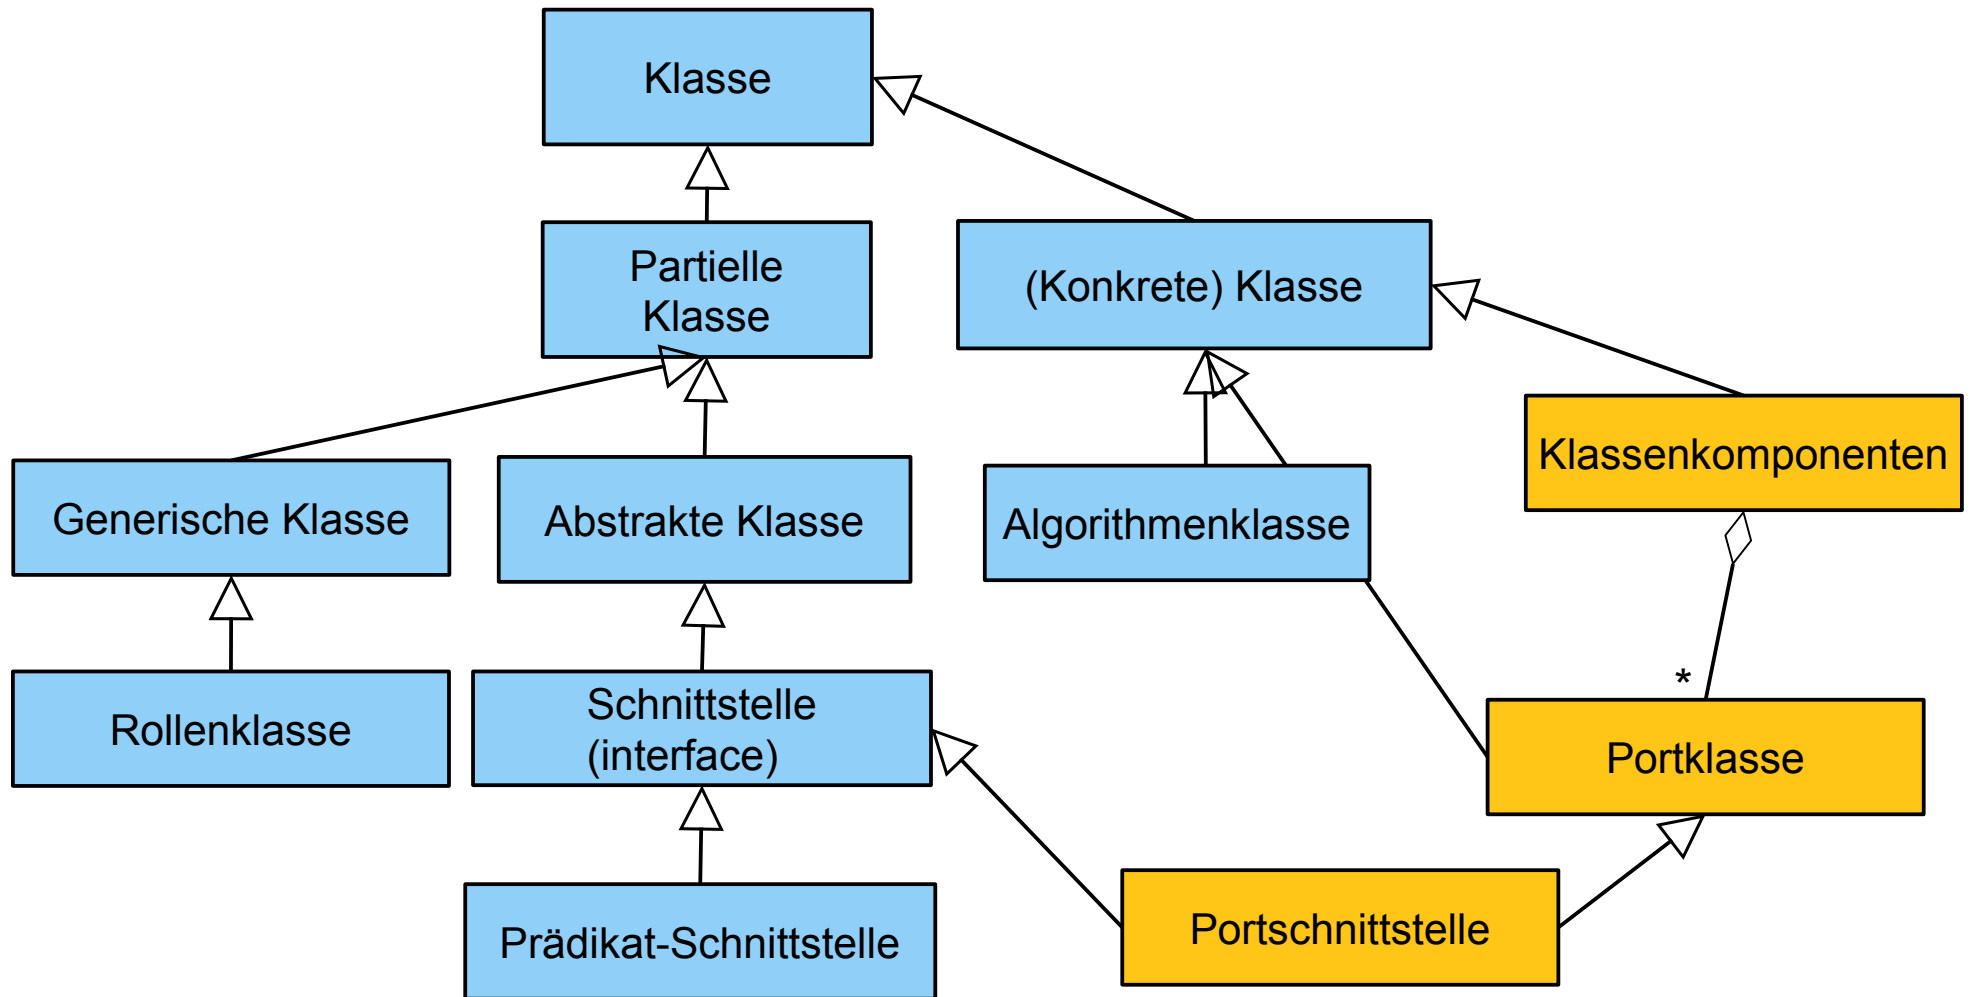 Klasse
Partielle
Klasse
(Konkrete) Klasse
Klassenkomponenten
Generische Klasse
Abstrakte Klasse
Algorithmenklasse
*
Rollenklasse
Schnittstelle
(interface)
Portklasse
Prädikat-Schnittstelle
Portschnittstelle